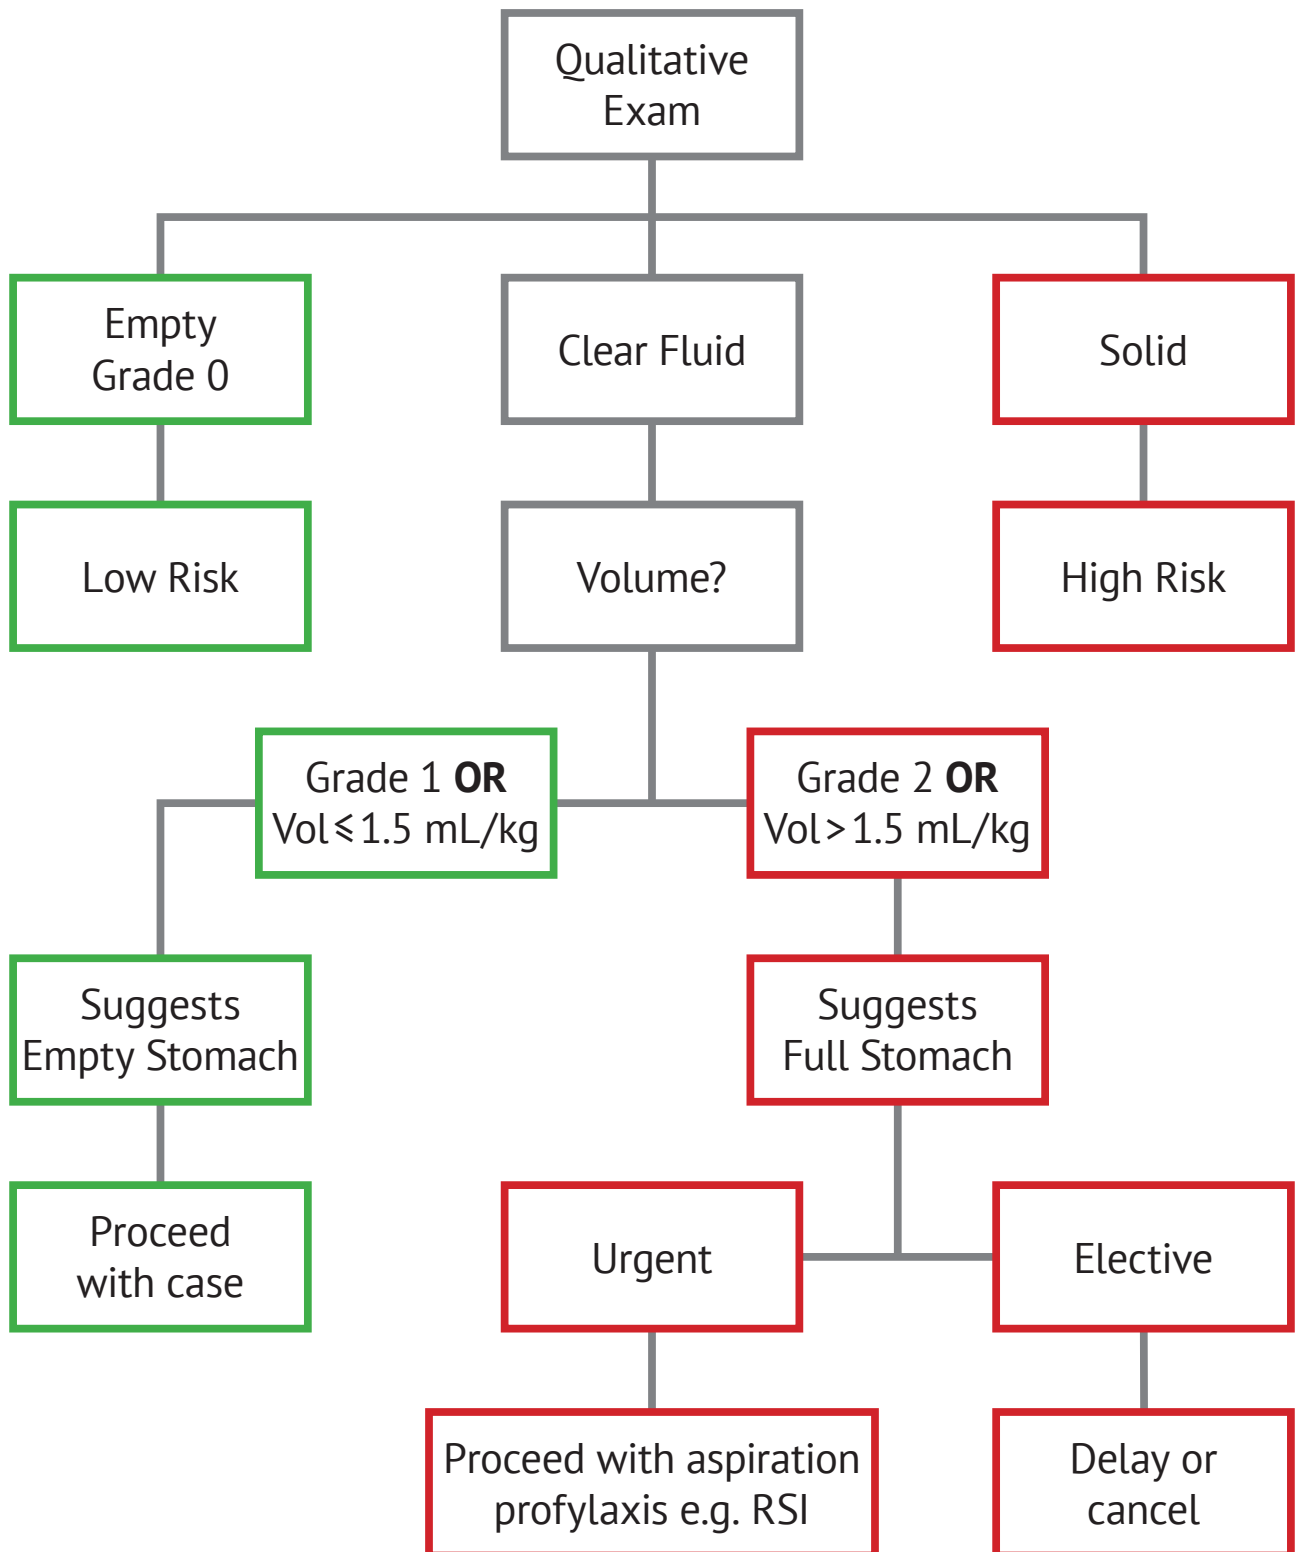 Qualitative
Exam
Empty
Grade 0
Clear Fluid
Solid
Low Risk
Volume?
High Risk
Grade 1 OR
Vol ≤ 1.5 mL/kg
Grade 2 OR
Vol > 1.5 mL/kg
Suggests
Empty Stomach
Suggests
Full Stomach
Proceed
with case
Urgent
Elective
Proceed with aspiration
profylaxis e.g. RSI
Delay or
cancel